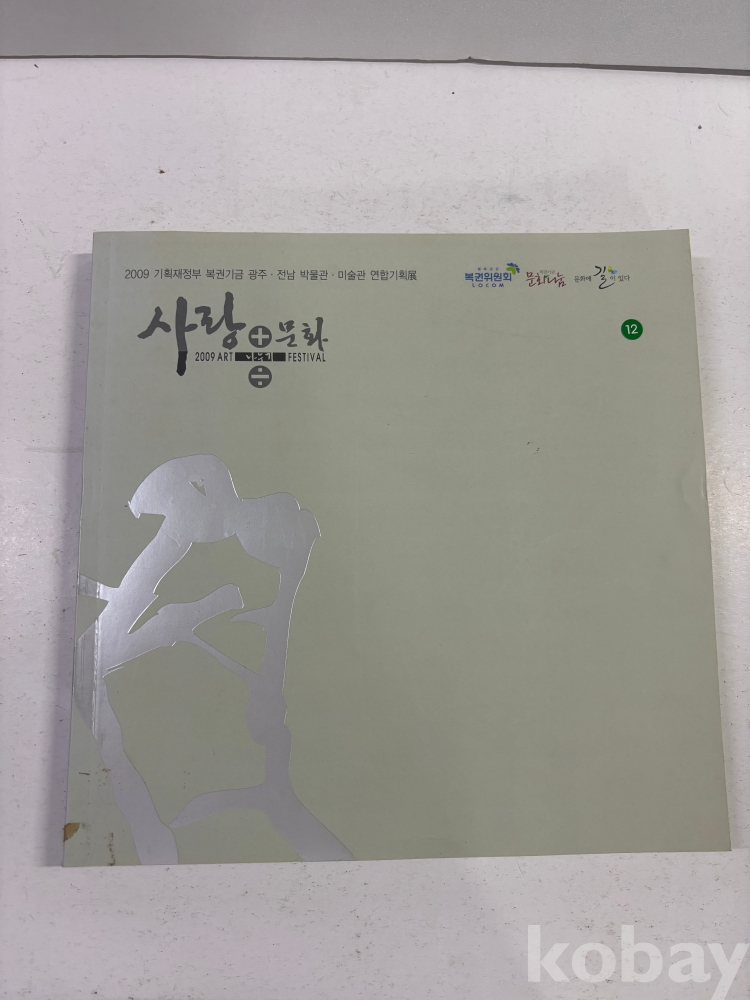 2009 기획재정부 복권기금 광주 · 전남 박물관 · 미술관 연합기획展
복권위원회
LOCOM
문화나눔
문화에 길이 있다
사랑 + 문화
2009 ART
FESTIVAL
÷
12
kobay